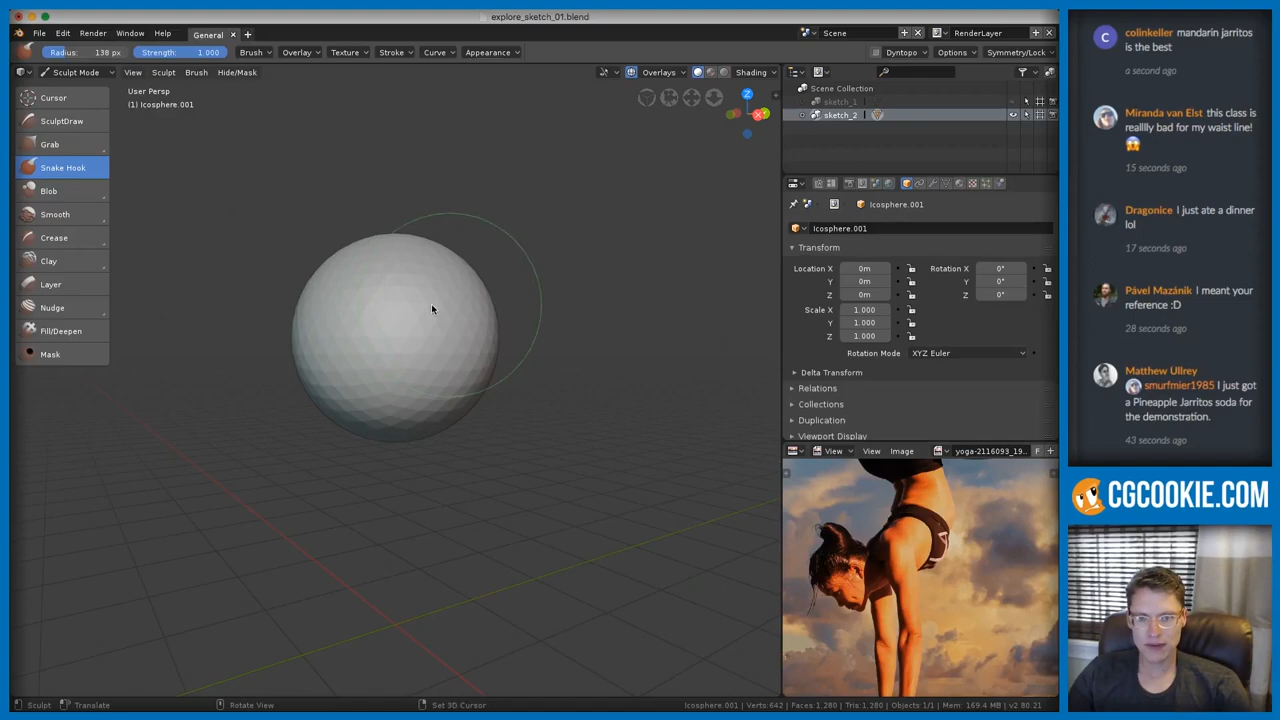 explore_sketch_01.blend
File Edit Render Window Help General Scene RenderLayer
Radius: 138 px Strength: 1.000 Brush Overlay Texture Stroke Curve Appearance Dyntopo Options Symmetry/Lock
Sculpt Mode View Sculpt Brush Hide/Mask Overlays Shading
User Persp
(1) Icosphere.001
Cursor
SculptDraw
Grab
Snake Hook
Blob
Smooth
Crease
Clay
Layer
Nudge
Fill/Deepen
Mask
Z
X
Scene Collection
sketch_1
sketch_2
Icosphere.001
Icosphere.001
Transform
Location X 0m Rotation X 0°
Y 0m Y 0°
Z 0m Z 0°
Scale X 1.000
Y 1.000
Z 1.000
Rotation Mode XYZ Euler
Delta Transform
Relations
Collections
Duplication
Viewport Display
View View Image yoga-2116093_19.. F
Sculpt Translate Rotate View Set 3D Cursor Icosphere.001 | Verts:642 | Faces:1,280 | Tris:1,280 | Objects:1/1 | Mem: 169.4 MB | v2.80.21
C
colinkeller mandarin jarritos
is the best
a second ago
Miranda van Elst this class is
realllly bad for my waist line!
15 seconds ago
Dragonice I just ate a dinner
lol
17 seconds ago
Pável Mazánik I meant your
reference :D
28 seconds ago
Matthew Ullrey
smurfmier1985 I just got
a Pineapple Jarritos soda for
the demonstration.
43 seconds ago
CGCOOKIE.COM